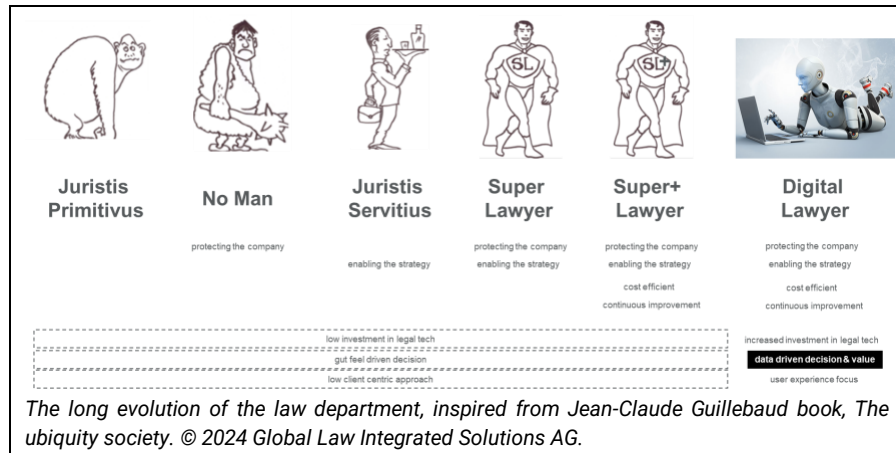 SL
SL+
Juristis
Primitivus
No Man
Juristis
Servitius
Super
Lawyer
Super+
Lawyer
Digital
Lawyer
protecting the company
protecting the company
protecting the company
protecting the company
enabling the strategy
enabling the strategy
enabling the strategy
enabling the strategy
cost efficient
cost efficient
continuous improvement
continuous improvement
low investment in legal tech
increased investment in legal tech
gut feel driven decision
data driven decision & value
low client centric approach
user experience focus
The long evolution of the law department, inspired from Jean-Claude Guillebaud book, The
ubiquity society. © 2024 Global Law Integrated Solutions AG.